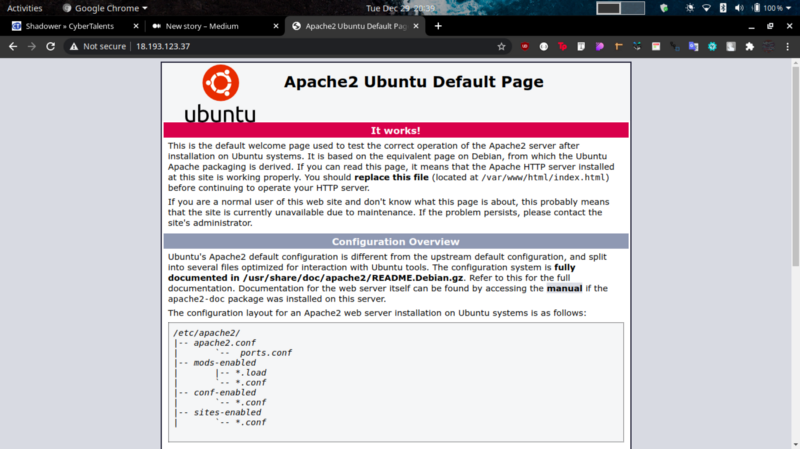 Activities Google Chrome Tue Dec 29 20:39 100%
Shadower » CyberTalents New story – Medium Apache2 Ubuntu Default Pag
Not secure 18.193.123.37
ubuntu
Apache2 Ubuntu Default Page
It works!
This is the default welcome page used to test the correct operation of the Apache2 server after
installation on Ubuntu systems. It is based on the equivalent page on Debian, from which the Ubuntu
Apache packaging is derived. If you can read this page, it means that the Apache HTTP server installed
at this site is working properly. You should replace this file (located at /var/www/html/index.html)
before continuing to operate your HTTP server.
If you are a normal user of this web site and don't know what this page is about, this probably means
that the site is currently unavailable due to maintenance. If the problem persists, please contact the
site's administrator.
Configuration Overview
Ubuntu's Apache2 default configuration is different from the upstream default configuration, and split
into several files optimized for interaction with Ubuntu tools. The configuration system is fully
documented in /usr/share/doc/apache2/README.Debian.gz. Refer to this for the full
documentation. Documentation for the web server itself can be found by accessing the manual if the
apache2-doc package was installed on this server.
The configuration layout for an Apache2 web server installation on Ubuntu systems is as follows:
/etc/apache2/
|-- apache2.conf
| `-- ports.conf
|-- mods-enabled
| |-- *.load
| `-- *.conf
|-- conf-enabled
| `-- *.conf
|-- sites-enabled
| `-- *.conf